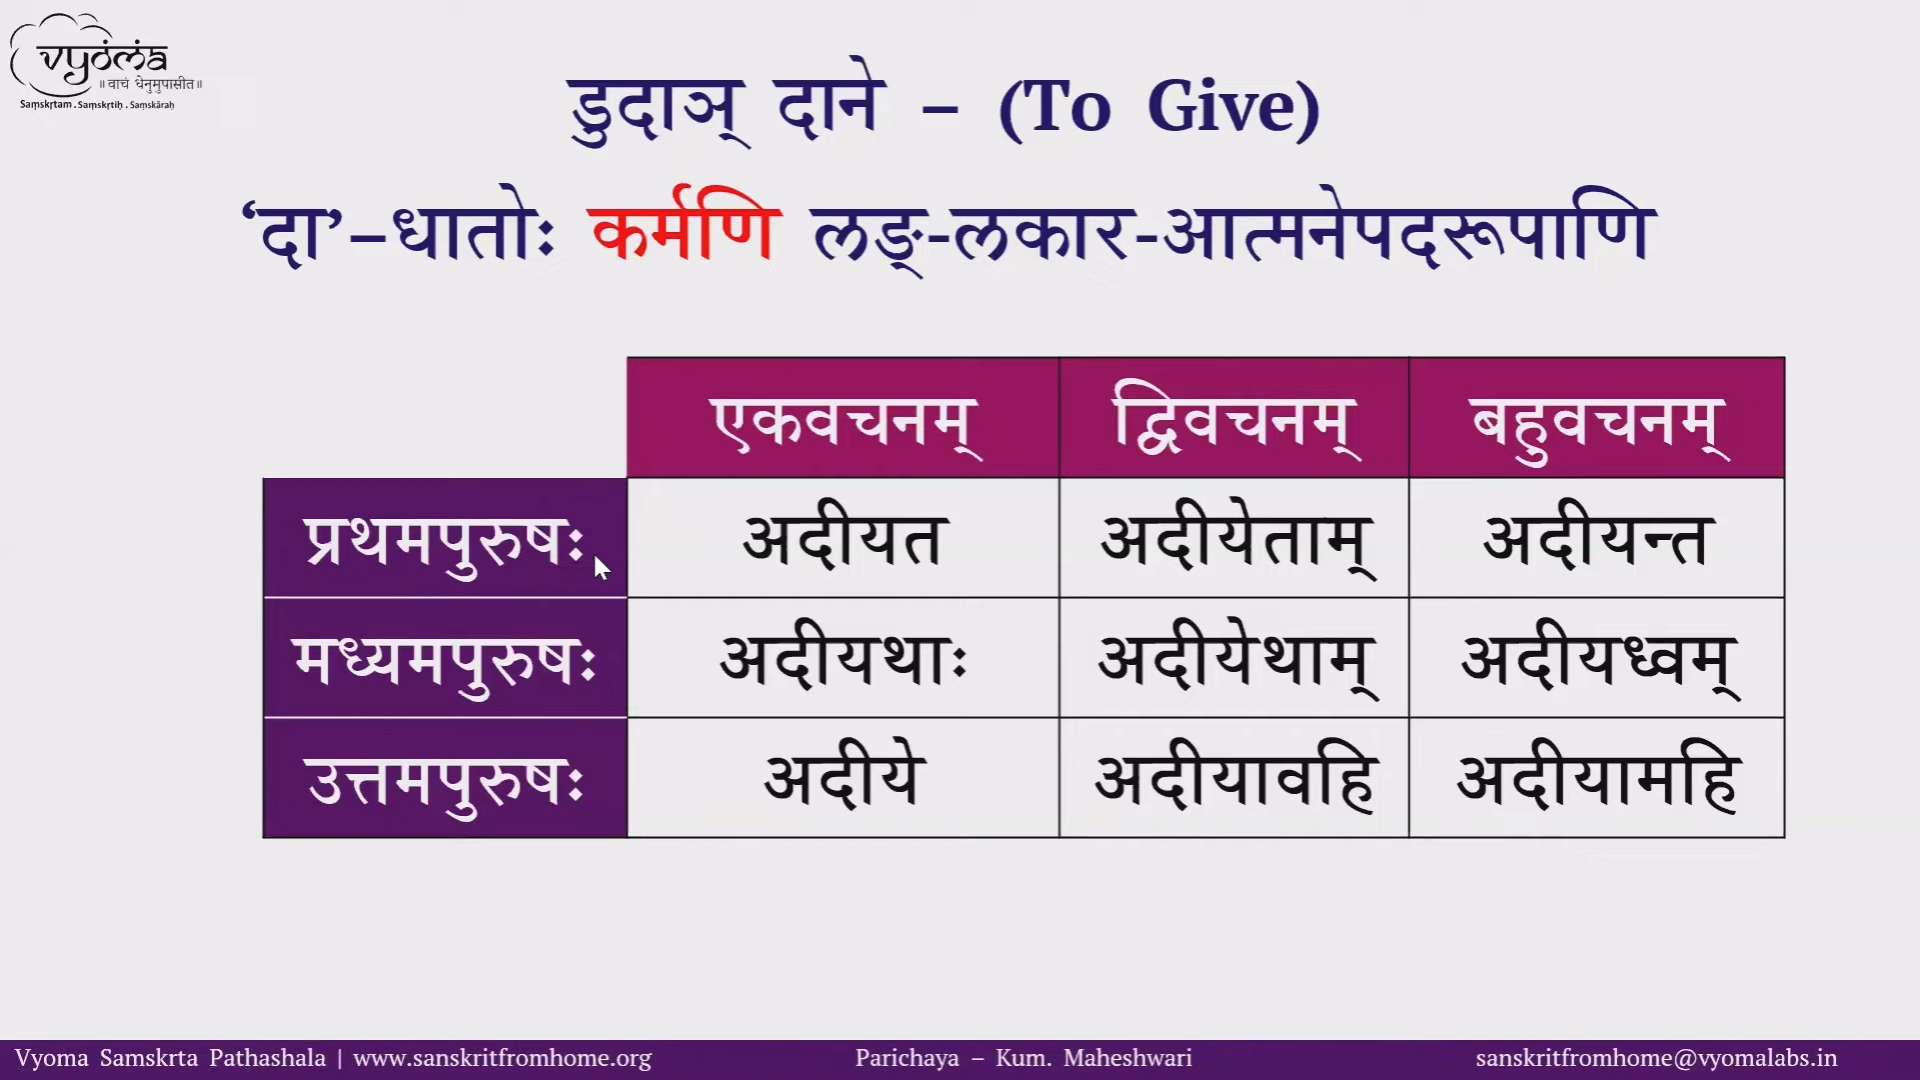 vyoma
॥ वाचं धेनुमुपासीत॥
Saṃskṛtam . Saṃskṛtiḥ . Saṃskāraḥ
डुदाञ् दाने – (To Give)
‘दा’–धातोः कर्मणि लङ्-लकार-आत्मनेपदरूपाणि
एकवचनम् द्विवचनम् बहुवचनम्
प्रथमपुरुषः अदीयत अदीयेताम् अदीयन्त
मध्यमपुरुषः अदीयथाः अदीयेथाम् अदीयध्वम्
उत्तमपुरुषः अदीये अदीयावहि अदीयामहि
Vyoma Samskrta Pathashala | www.sanskritfromhome.org Parichaya – Kum. Maheshwari sanskritfromhome@vyomalabs.in